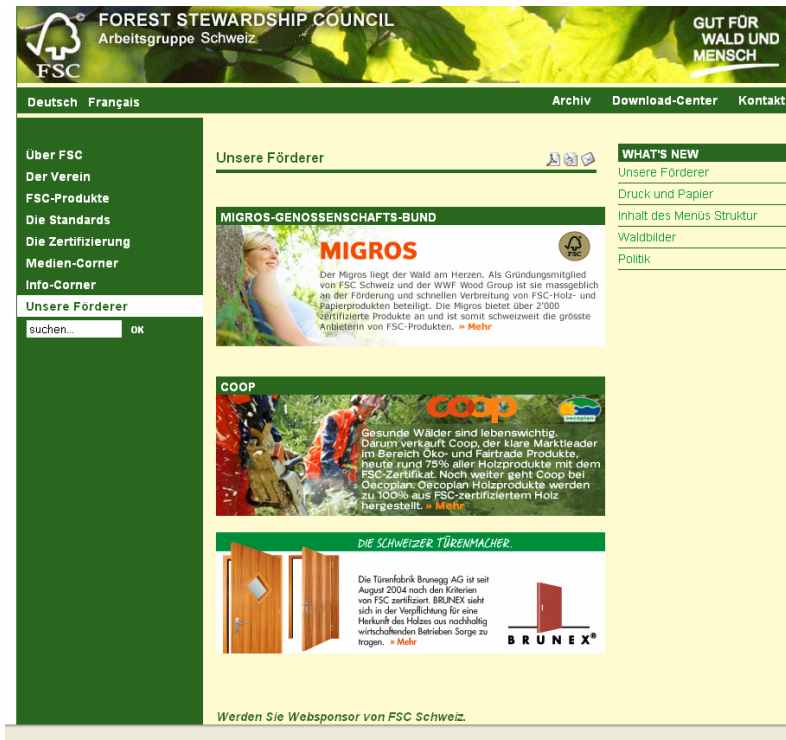 FOREST STEWARDSHIP COUNCIL
Arbeitsgruppe Schweiz
FSC
GUT FÜR
WALD UND
MENSCH
Deutsch Français
Archiv Download-Center Kontakt
Über FSC
Der Verein
FSC-Produkte
Die Standards
Die Zertifizierung
Medien-Corner
Info-Corner
Unsere Förderer
suchen... OK
Unsere Förderer
MIGROS-GENOSSENSCHAFTS-BUND
MIGROS
FSC
Der Migros liegt der Wald am Herzen. Als Gründungsmitglied
von FSC Schweiz und der WWF Wood Group ist sie massgeblich
an der Förderung und schnellen Verbreitung von FSC-Holz- und
Papierprodukten beteiligt. Die Migros bietet über 2'000
zertifizierte Produkte an und ist somit schweizweit die grösste
Anbieterin von FSC-Produkten. » Mehr
COOP
coop
oecoplan
Gesunde Wälder sind lebenswichtig.
Darum verkauft Coop, der klare Marktleader
im Bereich Öko- und Fairtrade Produkte,
heute rund 75% aller Holzprodukte mit dem
FSC-Zertifikat. Noch weiter geht Coop bei
Oecoplan. Oecoplan Holzprodukte werden
zu 100% aus FSC-zertifiziertem Holz
hergestellt. » Mehr
DIE SCHWEIZER TÜRENMACHER.
Die Türenfabrik Brunegg AG ist seit
August 2004 nach den Kriterien
von FSC zertifiziert. BRUNEX sieht
sich in der Verpflichtung für eine
Herkunft des Holzes aus nachhaltig
wirtschaftenden Betrieben Sorge zu
tragen. » Mehr
BRUNEX®
Werden Sie Websponsor von FSC Schweiz.
WHAT'S NEW
Unsere Förderer
Druck und Papier
Inhalt des Menüs Struktur
Waldbilder
Politik